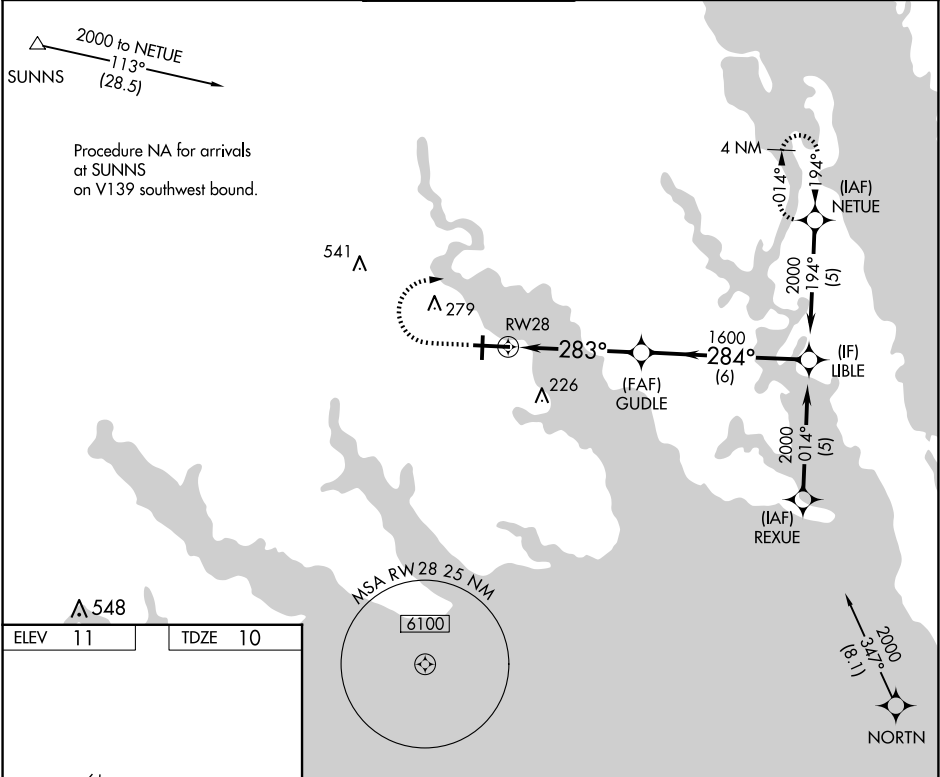 2000 to NETUE
113°
(28.5)
SUNNS
Procedure NA for arrivals
at SUNNS
on V139 southwest bound.
4 NM
014°
194°
(IAF)
NETUE
2000
194°
(5)
541
279
RW28
283°
1600
284°
(6)
(IF)
LIBLE
(FAF)
GUDLE
226
2000
014°
(5)
(IAF)
REXUE
MSA RW28 25 NM
6100
548
ELEV 11
TDZE 10
2000
347°
(8.1)
NORTN